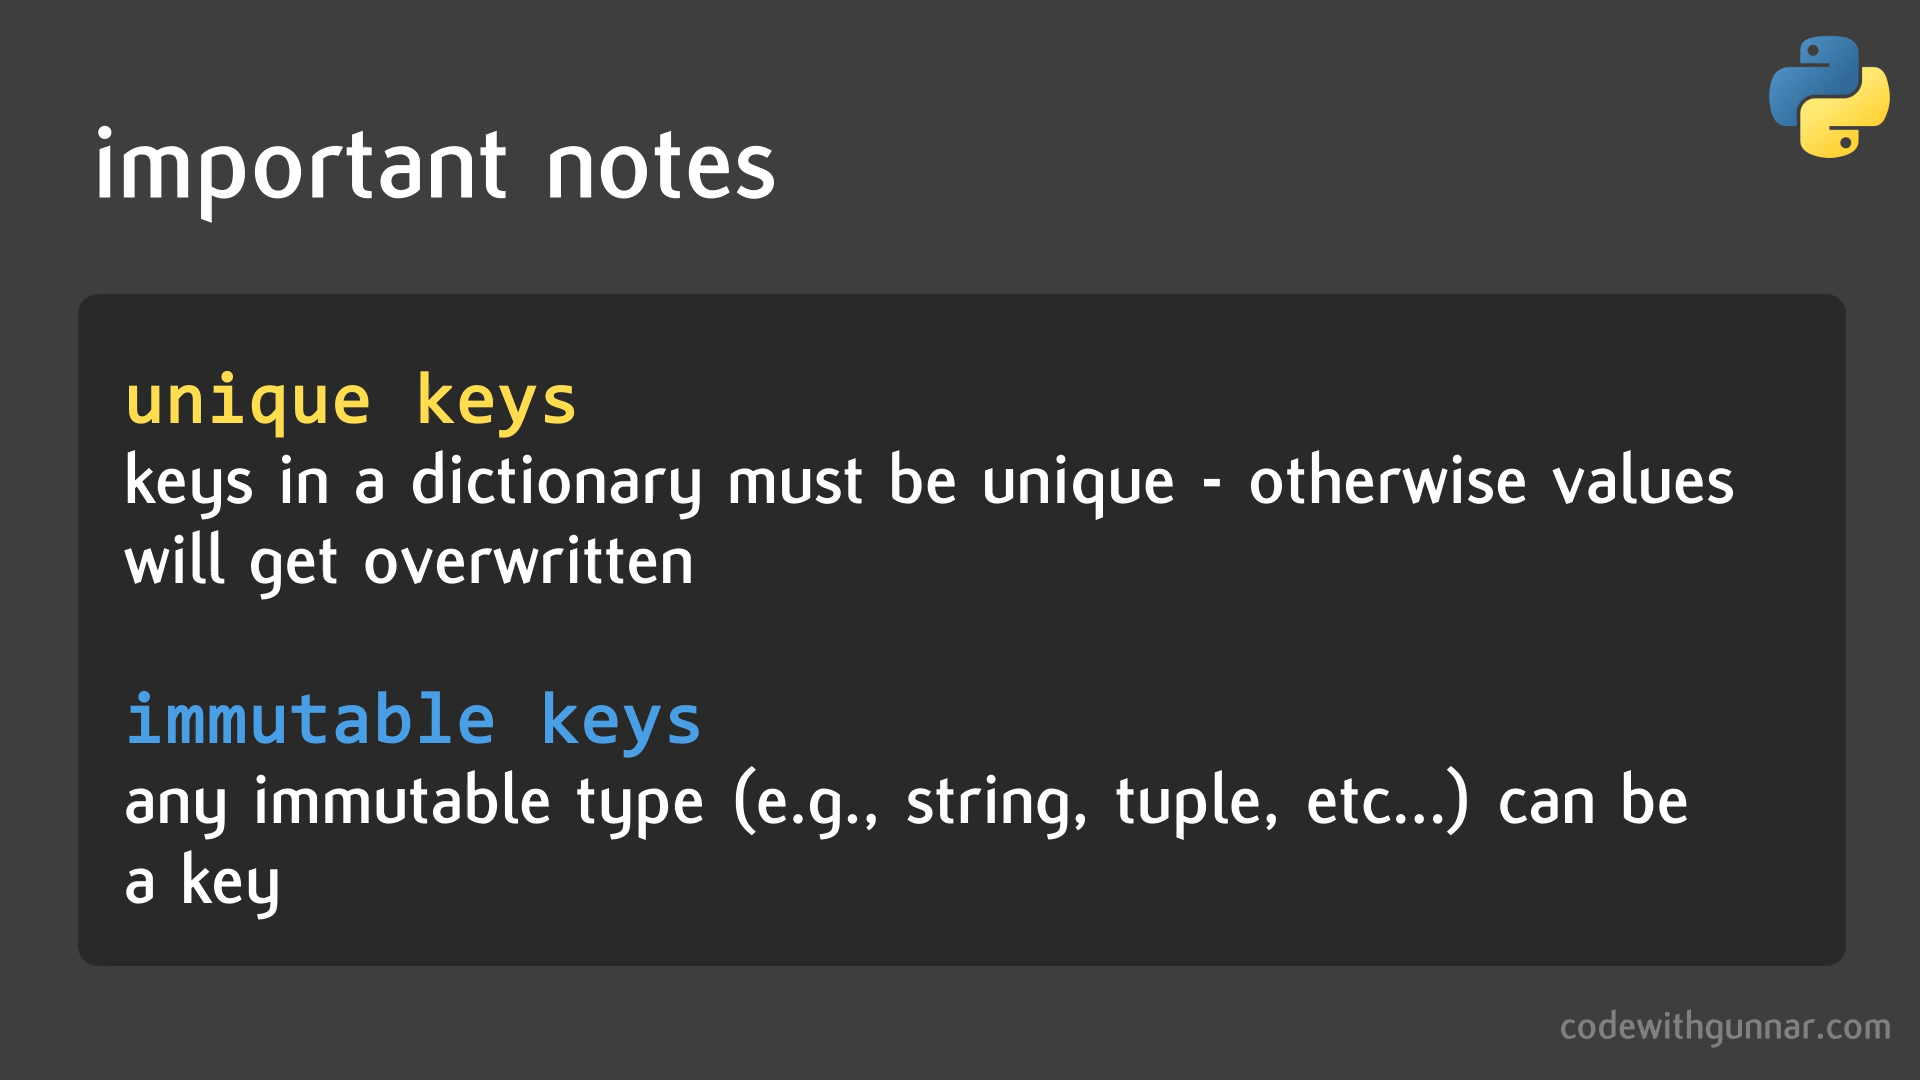 important notes
unique keys
keys in a dictionary must be unique - otherwise values
will get overwritten
immutable keys
any immutable type (e.g., string, tuple, etc...) can be
a key
codewithgunnar.com